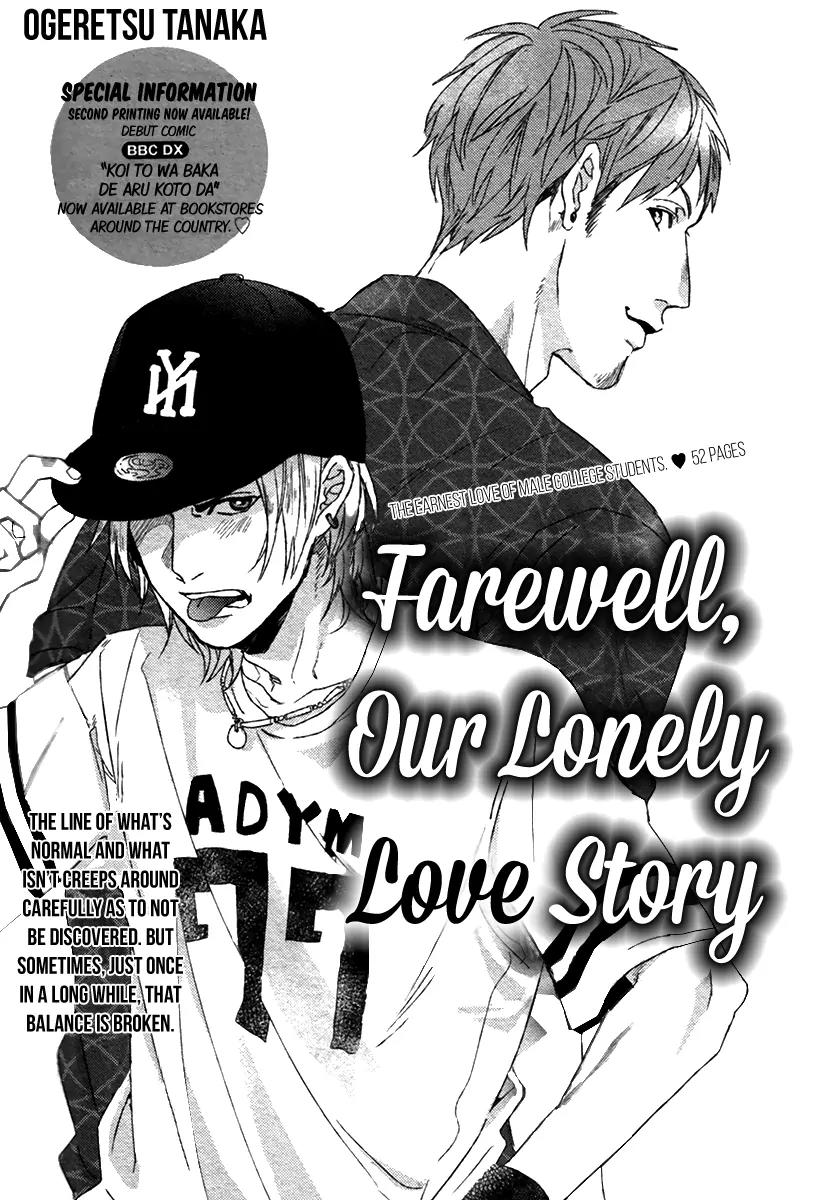 OGERETSU TANAKA
SPECIAL INFORMATION
SECOND PRINTING NOW AVAILABLE!
DEBUT COMIC
BBC DX
"KOI TO WA BAKA
DE ARU KOTO DA"
NOW AVAILABLE AT BOOKSTORES
AROUND THE COUNTRY.♡
THE EARNEST LOVE OF MALE COLLEGE STUDENTS. ♥ 52 PAGES
Farewell,
Our Lonely
Love Story
ADYM
THE LINE OF WHAT'S
NORMAL AND WHAT
ISN'T CREEPS AROUND
CAREFULLY AS TO NOT
BE DISCOVERED. BUT
SOMETIMES, JUST ONCE
IN A LONG WHILE, THAT
BALANCE IS BROKEN.